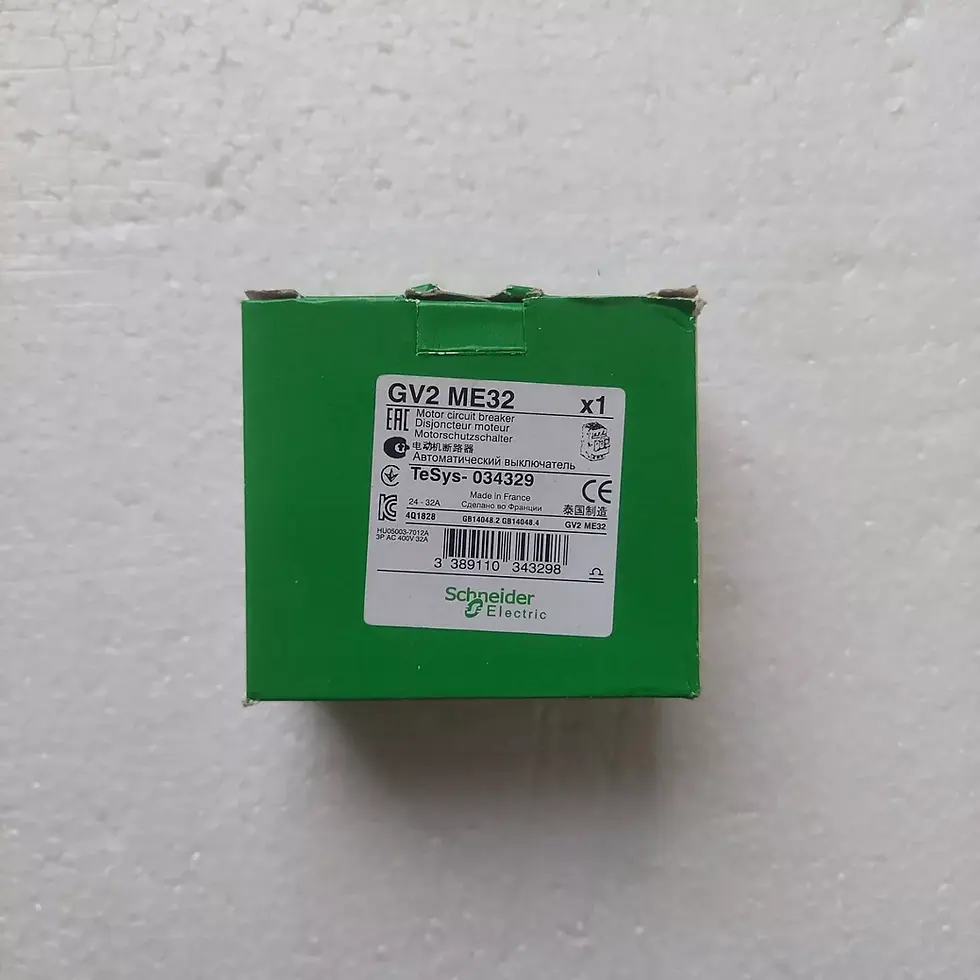 GV2 ME32 x1
EAC Motor circuit breaker
Disjoncteur moteur
Motorschutzschalter
电动机断路器
Автоматический выключатель
TeSys- 034329
CE
Made in France
24 - 32A Сделано во Франции 泰国制造
4Q1828 GB14048.2 GB14048.4 GV2 ME32
HU05003-7012A
3P AC 400V 32A
3 389110 343298
Schneider
Electric